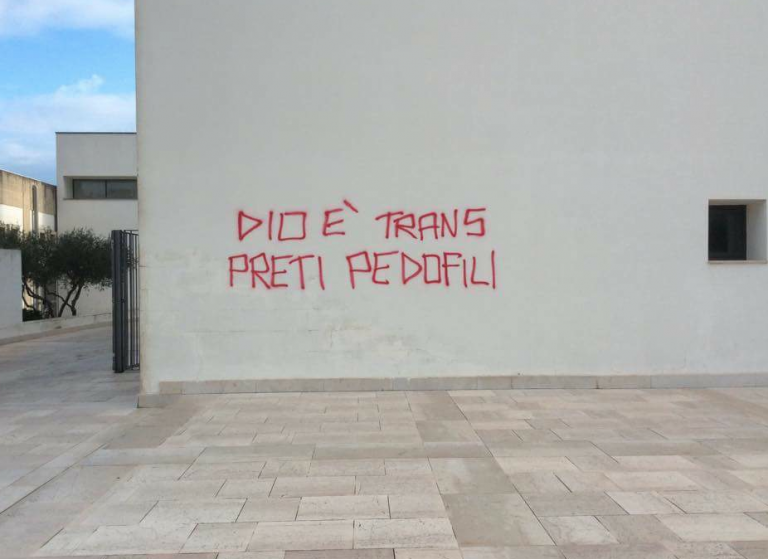 DIO E` TRANS
PRETI PEDOFILI